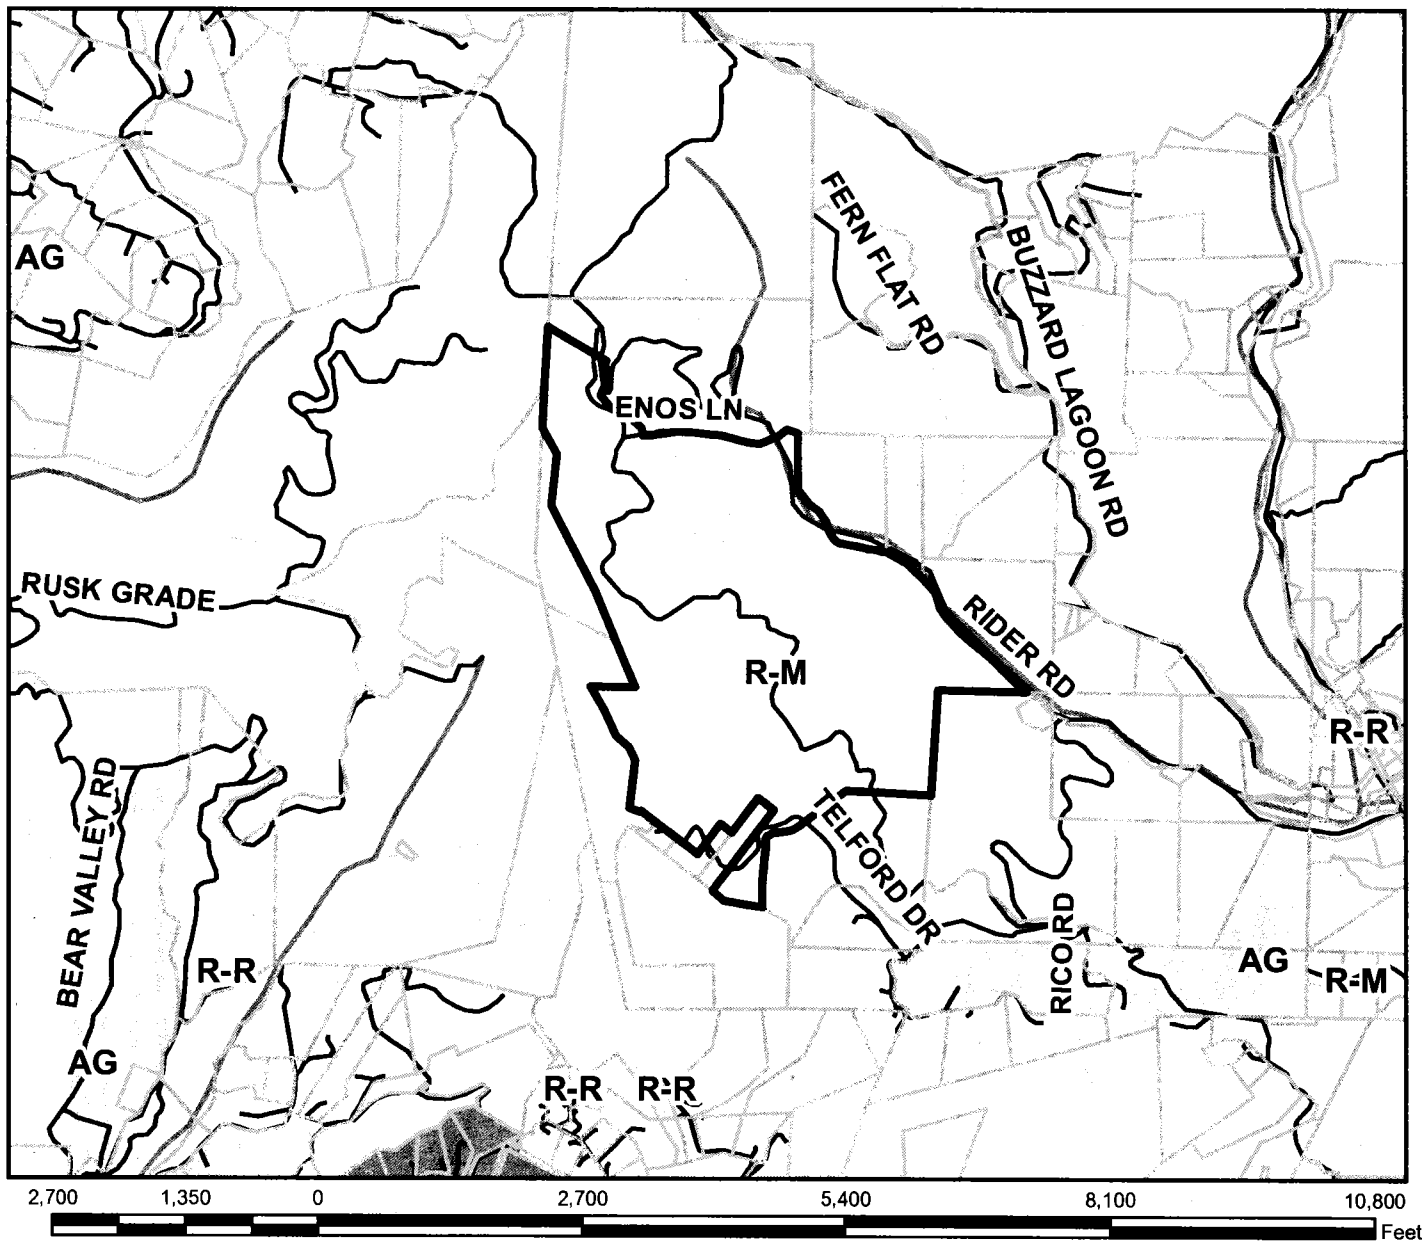 FERN FLAT RD
BUZZARD LAGOON RD
AG
ENOS LN
RUSK GRADE
RIDER RD
R-M
R-R
BEAR VALLEY RD
TELFORD DR
RICO RD
R-R
AG
R-M
AG
R-R
R-R
2,700 1,350 0 2,700 5,400 8,100 10,800
Feet